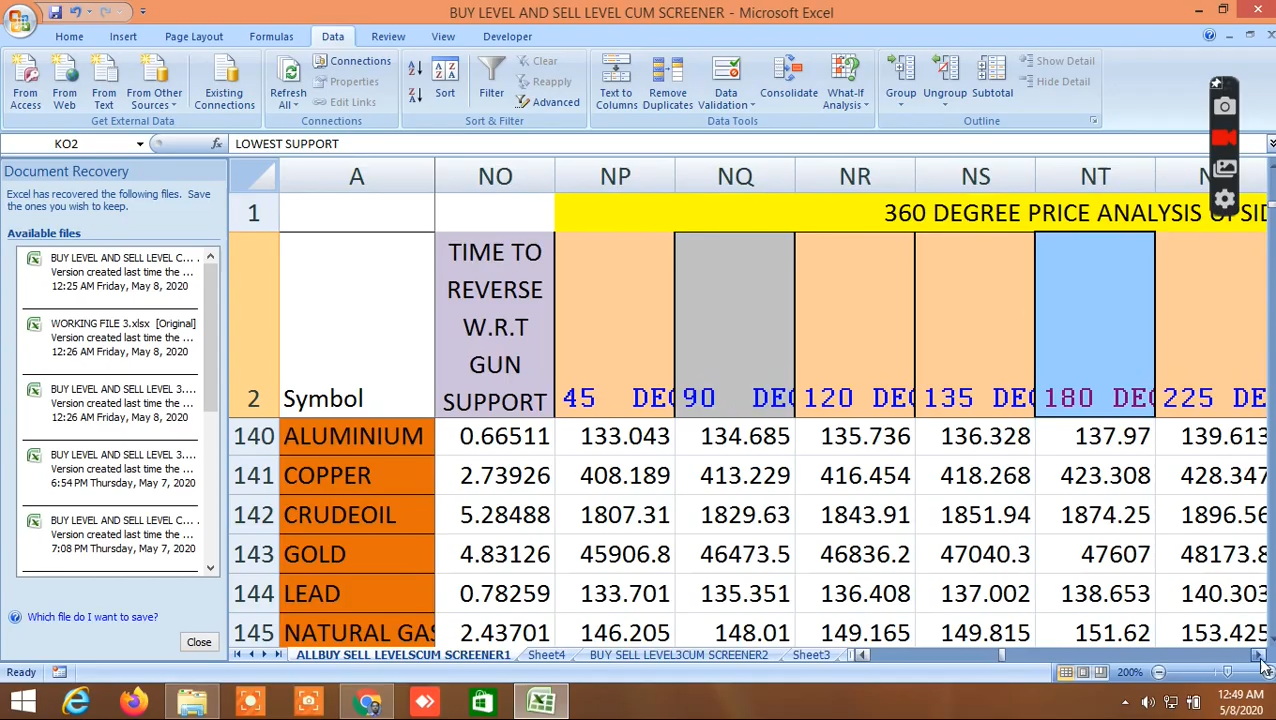 BUY LEVEL AND SELL LEVEL CUM SCREENER - Microsoft Excel
Home Insert Page Layout Formulas Data Review View Developer
From Access
From Web
From Text
From Other Sources
Existing Connections
Get External Data
Refresh All
Connections
Properties
Edit Links
Connections
Sort
Filter
Clear
Reapply
Advanced
Sort & Filter
Text to Columns
Remove Duplicates
Data Validation
Consolidate
What-If Analysis
Data Tools
Group
Ungroup
Subtotal
Show Detail
Hide Detail
Outline
KO2 fx LOWEST SUPPORT
Document Recovery
Excel has recovered the following files. Save
the ones you wish to keep.
Available files
BUY LEVEL AND SELL LEVEL C...
Version created last time the ...
12:25 AM Friday, May 8, 2020
WORKING FILE 3.xlsx [Original]
Version created last time the ...
12:26 AM Friday, May 8, 2020
BUY LEVEL AND SELL LEVEL 3....
Version created last time the ...
12:26 AM Friday, May 8, 2020
BUY LEVEL AND SELL LEVEL 3....
Version created last time the ...
6:54 PM Thursday, May 7, 2020
BUY LEVEL AND SELL LEVEL C...
Version created last time the ...
7:08 PM Thursday, May 7, 2020
Which file do I want to save?
Close
A NO NP NQ NR NS NT
1 360 DEGREE PRICE ANALYSIS
TIME TO
REVERSE
W.R.T
GUN
SUPPORT
2 Symbol 45 DEG 90 DEG 120 DEG 135 DEG 180 DEG 225 DE
140 ALUMINIUM 0.66511 133.043 134.685 135.736 136.328 137.97 139.613
141 COPPER 2.73926 408.189 413.229 416.454 418.268 423.308 428.347
142 CRUDEOIL 5.28488 1807.31 1829.63 1843.91 1851.94 1874.25 1896.56
143 GOLD 4.83126 45906.8 46473.5 46836.2 47040.3 47607 48173.8
144 LEAD 0.78259 133.701 135.351 136.408 137.002 138.653 140.303
145 NATURAL GAS 2.43701 146.205 148.01 149.165 149.815 151.62 153.425
ALLBUY SELL LEVELSCUM SCREENER1 Sheet4 BUY SELL LEVEL3CUM SCREENER2 Sheet3
Ready 200%
12:49 AM
5/8/2020